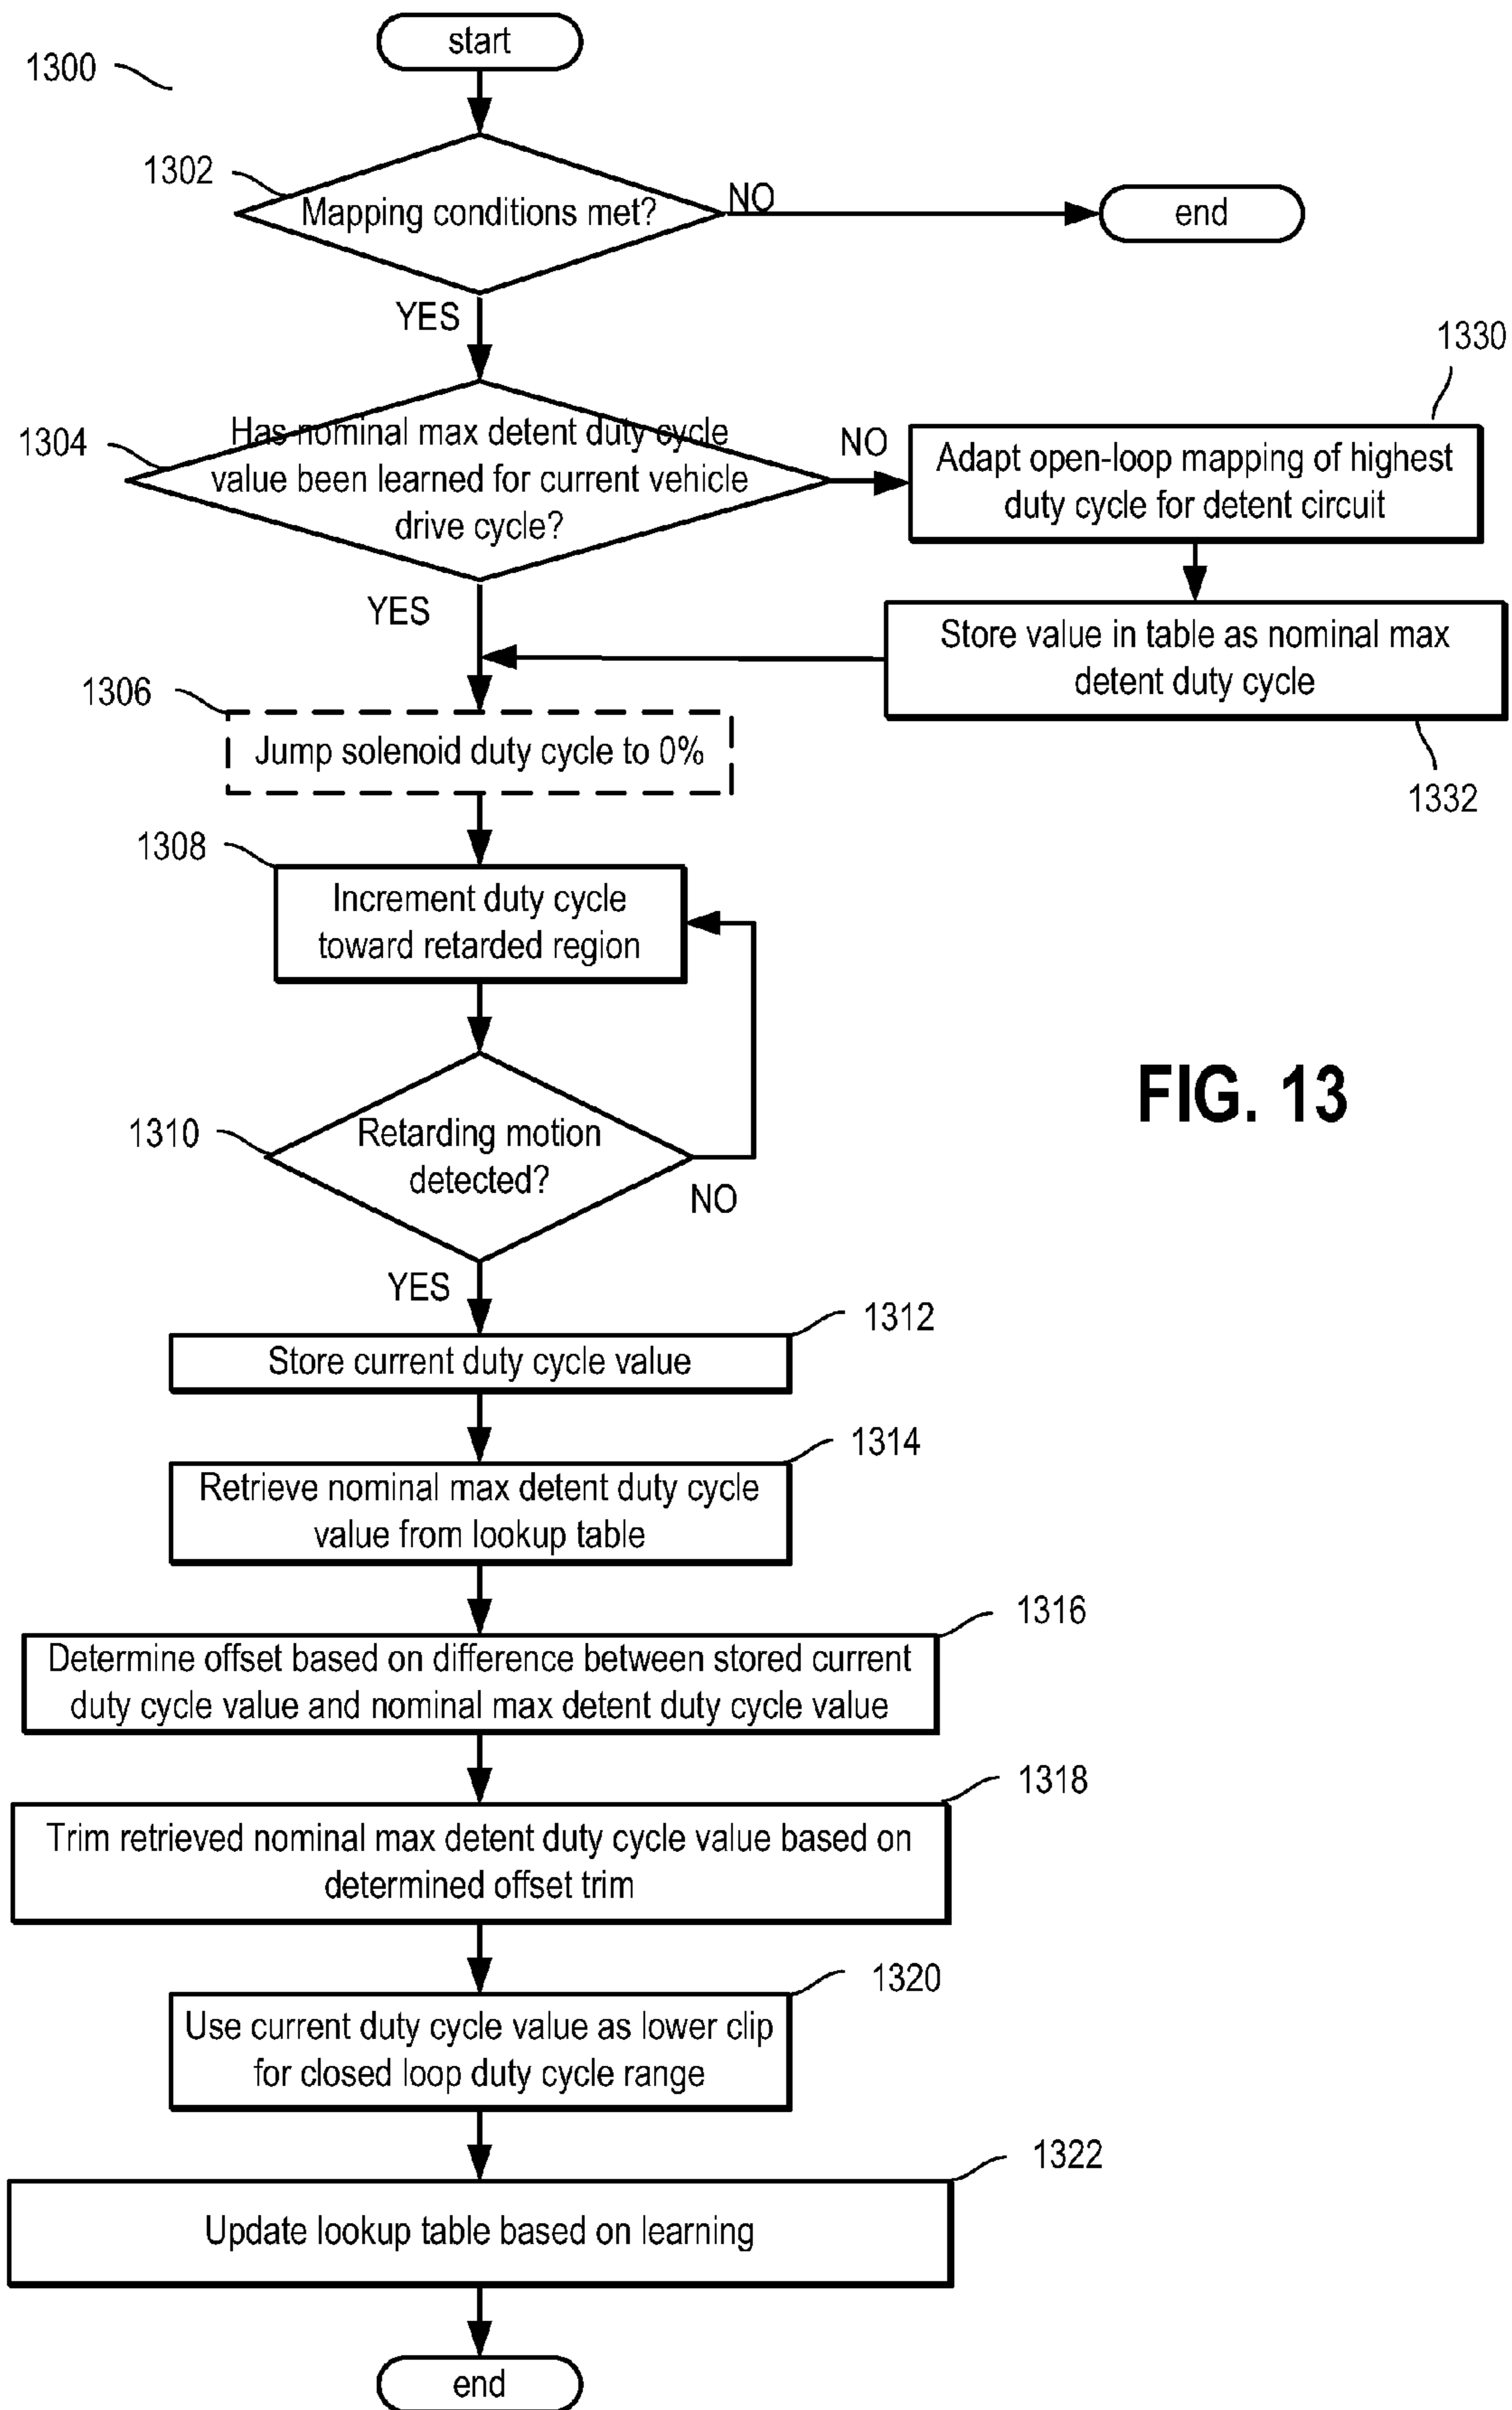 start
1300
1302
Mapping conditions met?
NO
end
YES
1330
1304
Has nominal max detent duty cycle
value been learned for current vehicle
drive cycle?
NO
Adapt open-loop mapping of highest
duty cycle for detent circuit
YES
Store value in table as nominal max
detent duty cycle
1332
1306
Jump solenoid duty cycle to 0%
1308
Increment duty cycle
toward retarded region
FIG. 13
1310
Retarding motion
detected?
NO
YES
1312
Store current duty cycle value
1314
Retrieve nominal max detent duty cycle
value from lookup table
1316
Determine offset based on difference between stored current
duty cycle value and nominal max detent duty cycle value
1318
Trim retrieved nominal max detent duty cycle value based on
determined offset trim
1320
Use current duty cycle value as lower clip
for closed loop duty cycle range
1322
Update lookup table based on learning
end